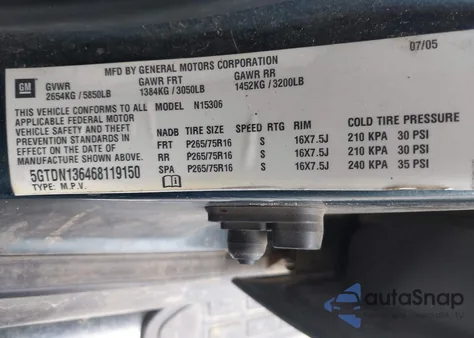 07/05
MFD BY GENERAL MOTORS CORPORATION
GM GVWR GAWR FRT GAWR RR
2654KG / 5850LB 1384KG / 3050LB 1452KG / 3200LB
THIS VEHICLE CONFORMS TO ALL MODEL N15306
APPLICABLE FEDERAL MOTOR
VEHICLE SAFETY AND THEFT
PREVENTION STANDARDS IN
EFFECT ON THE DATE OF
MANUFACTURE SHOWN ABOVE.
5GTDN136468119150
TYPE: M.P.V.
COLD TIRE PRESSURE
NADB TIRE SIZE SPEED RTG RIM
FRT P265/75R16 S 16X7.5J 210 KPA 30 PSI
RR P265/75R16 S 16X7.5J 210 KPA 30 PSI
SPA P265/75R16 S 16X7.5J 240 KPA 35 PSI
autoSnap